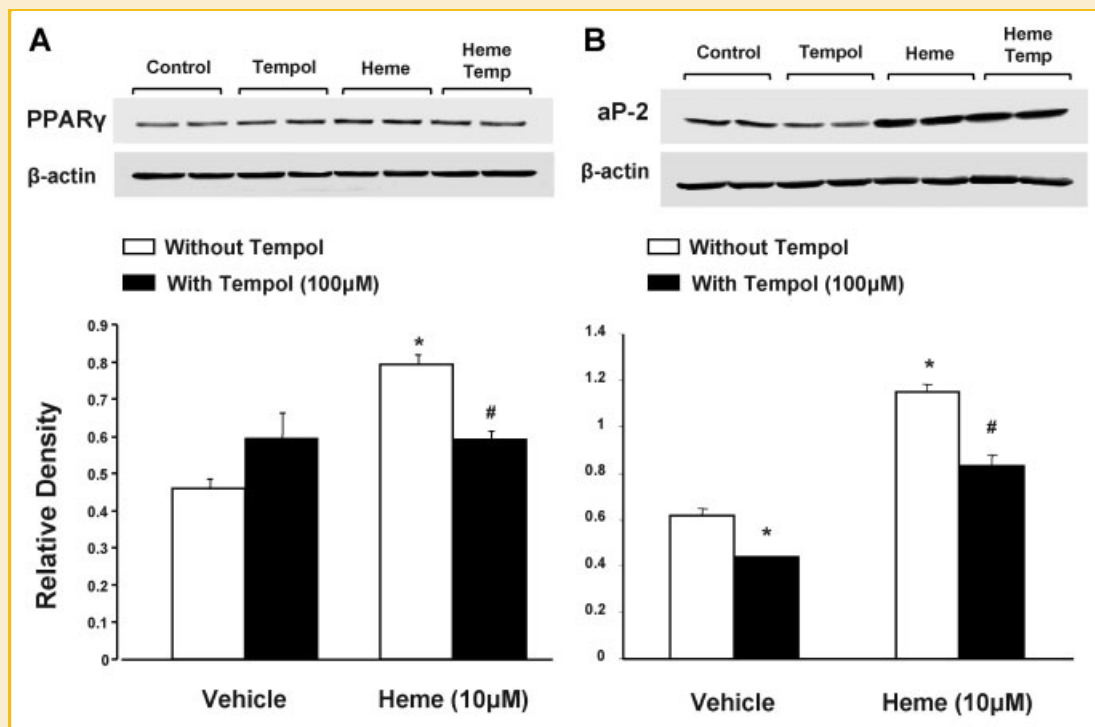 A
Control Tempol Heme Heme Temp
PPARγ
β-actin
Without Tempol
With Tempol (100μM)
Relative Density
0.9
0.8
0.7
0.6
0.5
0.4
0.3
0.2
0.1
0
*
#
Vehicle Heme (10μM)
B
Control Tempol Heme Heme Temp
aP-2
β-actin
Without Tempol
With Tempol (100μM)
1.4
1.2
1
0.8
0.6
0.4
0.2
0
*
*
#
Vehicle Heme (10μM)